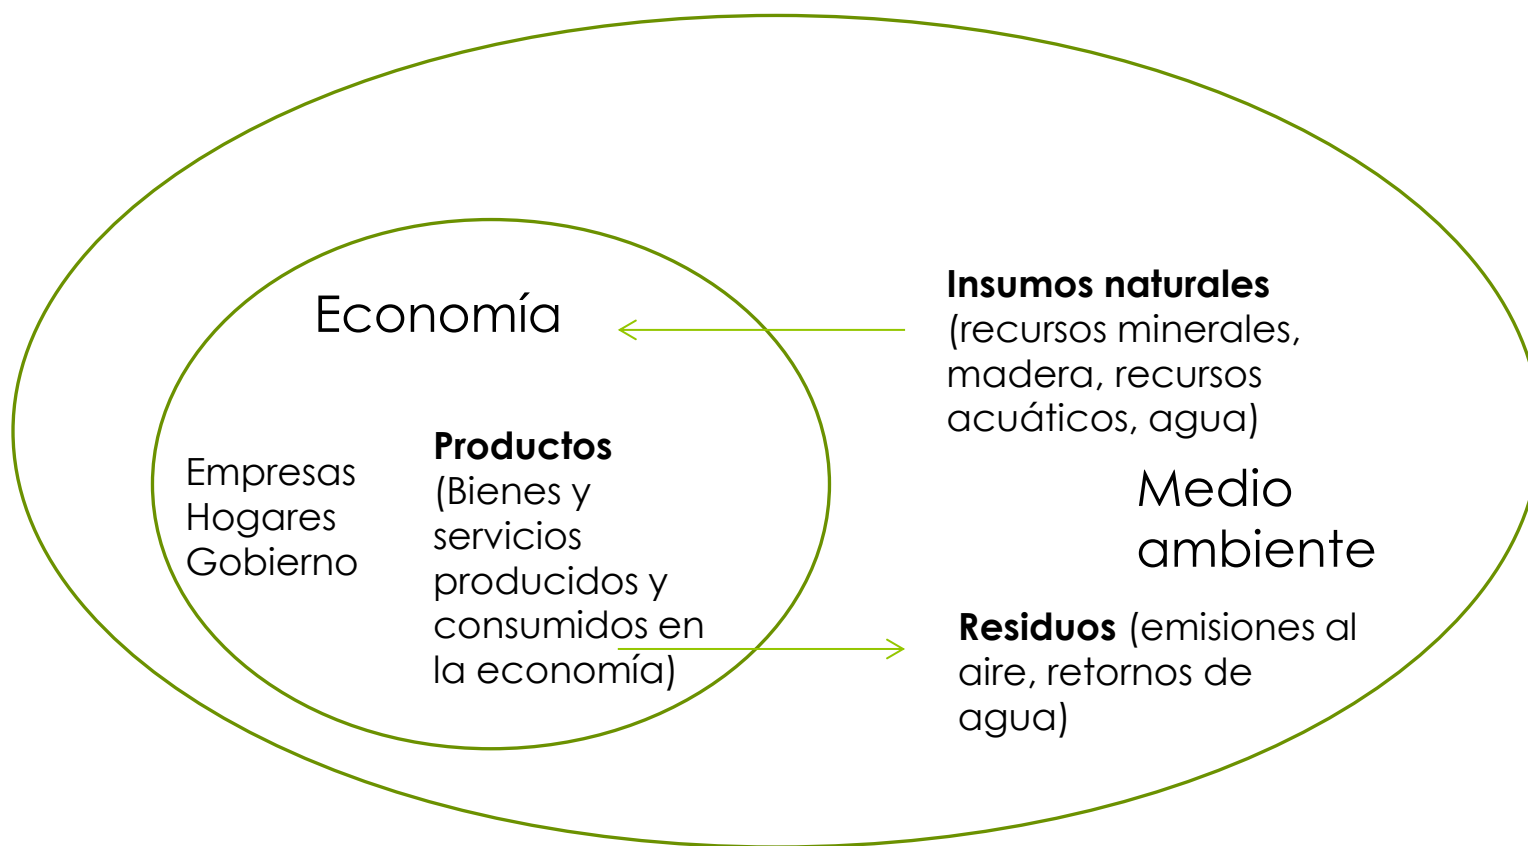 Economía
Empresas
Hogares
Gobierno
Productos
(Bienes y
servicios
producidos y
consumidos en
la economía)
Insumos naturales
(recursos minerales,
madera, recursos
acuáticos, agua)
Medio
ambiente
Residuos (emisiones al
aire, retornos de
agua)